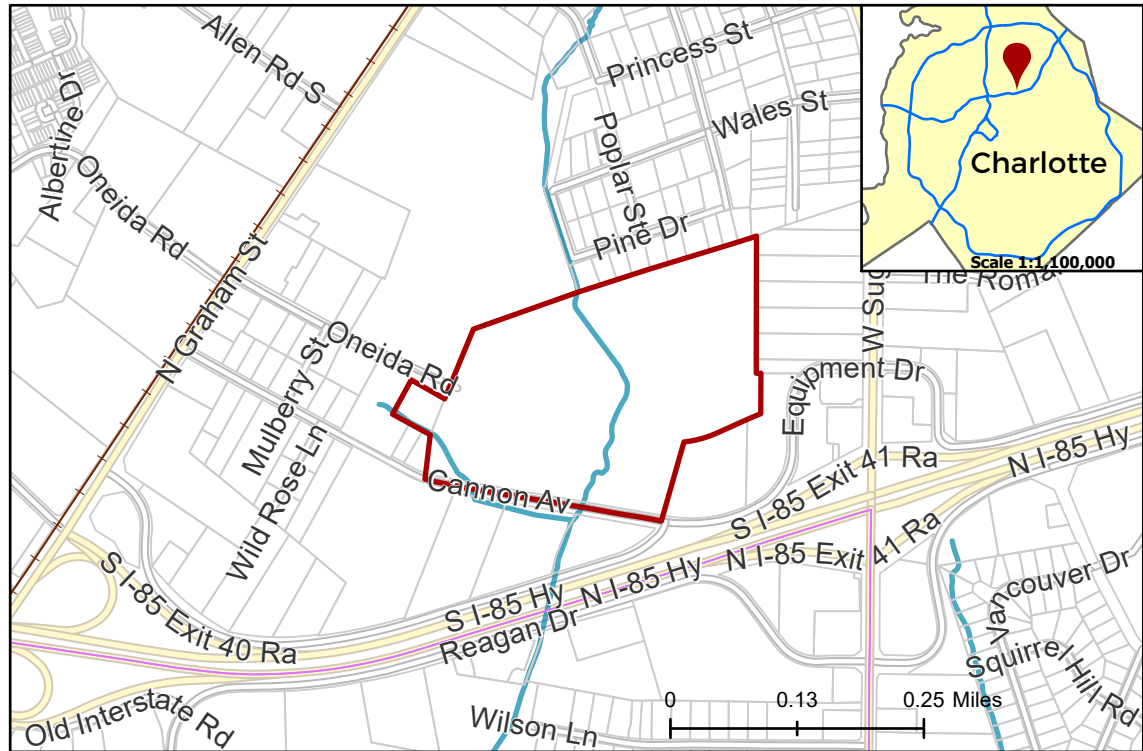 Allen Rd S
Princess St
Albertine Dr
Wales St
Poplar St
Charlotte
Scale 1:1,100,000
Oneida Rd
Pine Dr
N Graham St
W Sug
The Roma
Oneida Rd
Mulberry St
Equipment Dr
Wild Rose Ln
Cannon Av
S I-85 Exit 41 Ra
N I-85 Hy
S I-85 Hy
N I-85 Hy
N I-85 Exit 41 Ra
S I-85 Exit 40 Ra
Reagan Dr
Vancouver Dr
Squirrel Hill Rd
Old Interstate Rd
Wilson Ln
0 0.13 0.25 Miles